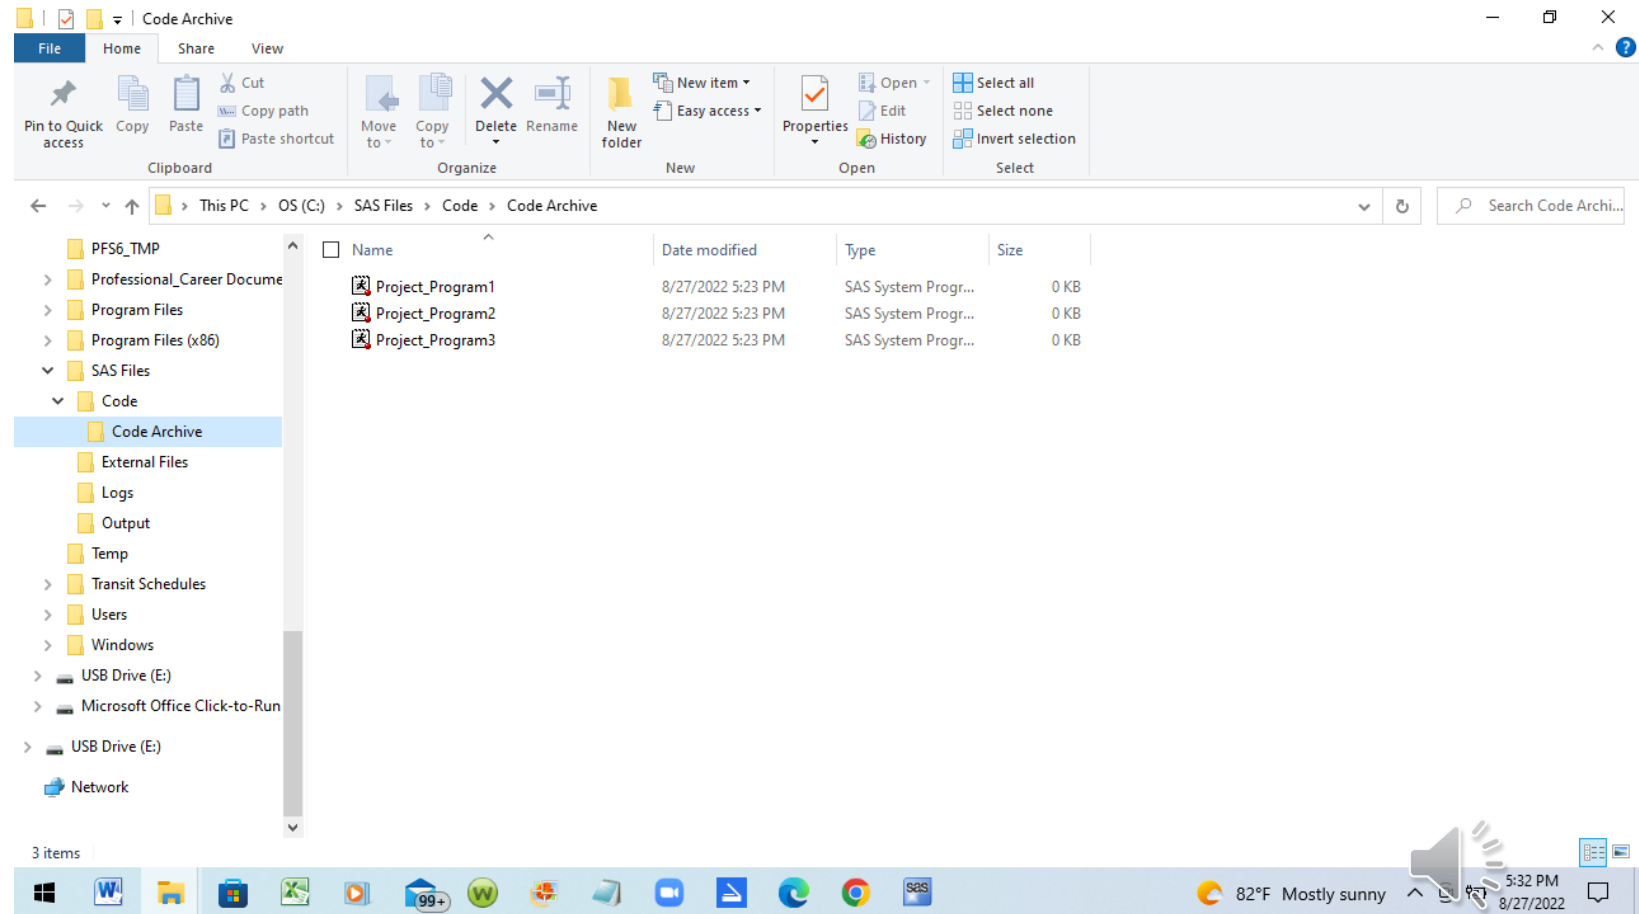 Code Archive
File Home Share View
Pin to Quick access
Copy
Paste
Cut
Copy path
Paste shortcut
Clipboard
Move to
Copy to
Delete
Rename
Organize
New folder
New item
Easy access
New
Properties
Open
Edit
History
Open
Select all
Select none
Invert selection
Select
This PC > OS (C:) > SAS Files > Code > Code Archive
Search Code Archi...
PFS6_TMP
Professional_Career Docume
Program Files
Program Files (x86)
SAS Files
Code
Code Archive
External Files
Logs
Output
Temp
Transit Schedules
Users
Windows
USB Drive (E:)
Microsoft Office Click-to-Run
USB Drive (E:)
Network
Name Date modified Type Size
Project_Program1 8/27/2022 5:23 PM SAS System Progr... 0 KB
Project_Program2 8/27/2022 5:23 PM SAS System Progr... 0 KB
Project_Program3 8/27/2022 5:23 PM SAS System Progr... 0 KB
3 items
99+
sas
82°F Mostly sunny
5:32 PM
8/27/2022